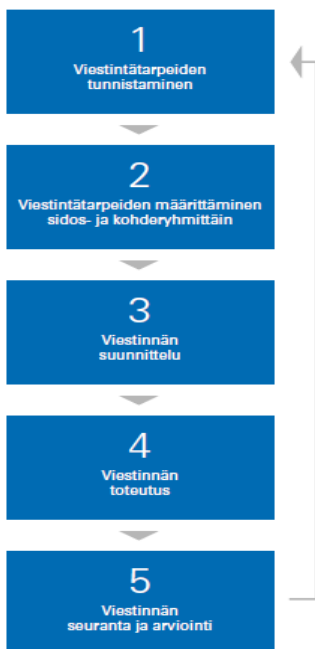 1
Viestintätarpeiden
tunnistaminen
2
Viestintätarpeiden määrittäminen
sidos- ja kohderyhmittäin
3
Viestinnän
suunnittelu
4
Viestinnän
toteutus
5
Viestinnän
seuranta ja arviointi